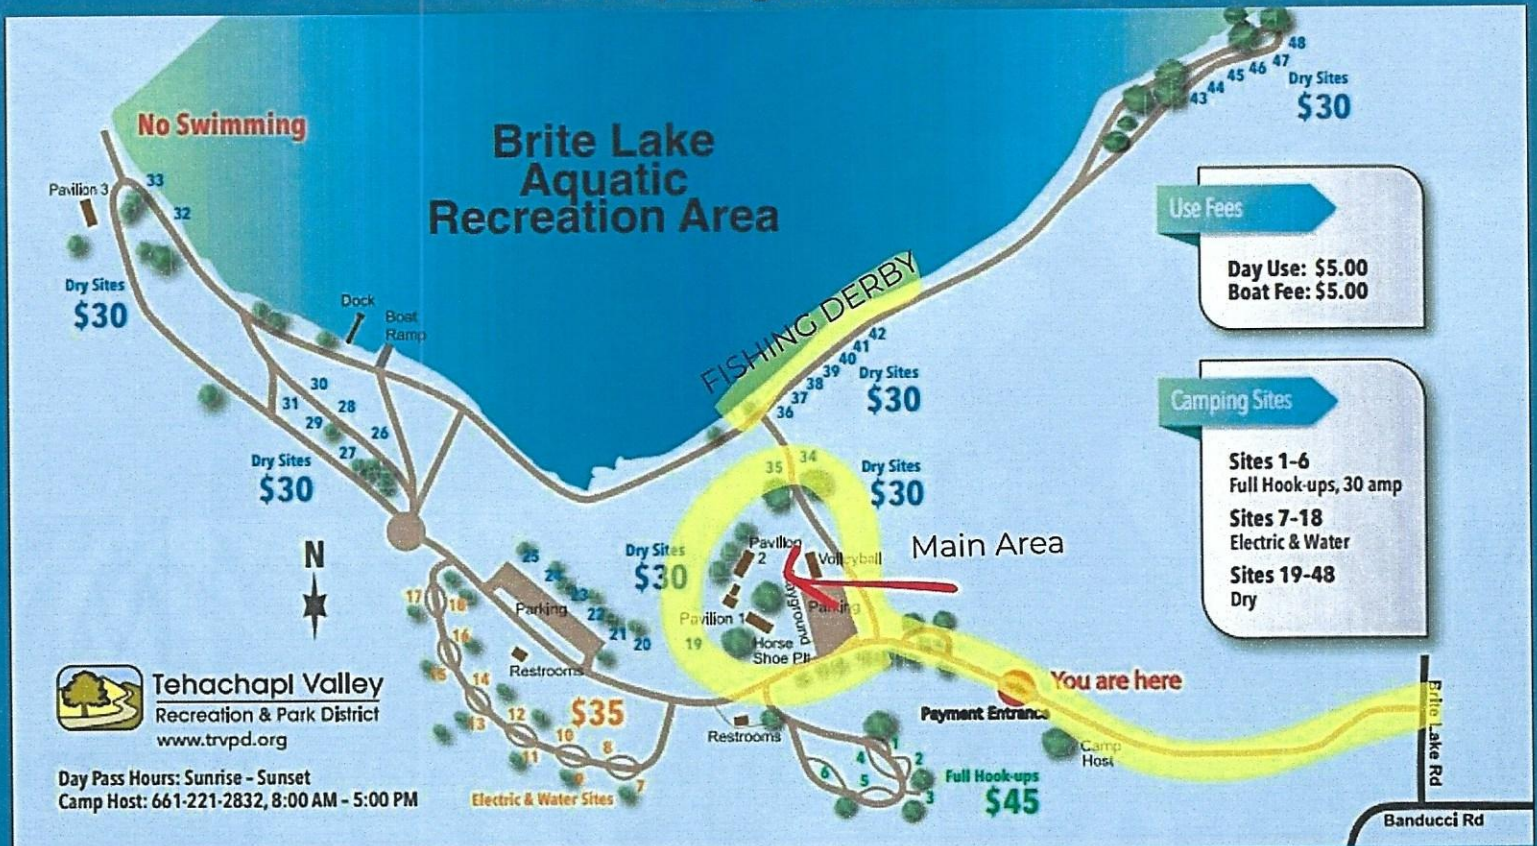 48
47
46
45
44
43
Dry Sites
$30
No Swimming
Brite Lake
Aquatic
Recreation Area
Pavilion 3
33
32
Dry Sites
$30
Use Fees
Day Use: $5.00
Boat Fee: $5.00
Dock
Boat
Ramp
FISHING DERBY
42
41
40
39
38
37
36
Dry Sites
$30
30
31
28
29
26
27
Dry Sites
$30
Camping Sites
Sites 1-6
Full Hook-ups, 30 amp
Sites 7-18
Electric & Water
Sites 19-48
Dry
35
34
Dry Sites
$30
N
Dry Sites
$30
Pavilion
2
Volleyball
Main Area
Parking
Pavilion 1
Horse
Shoe Pit
19
25
24
23
22
21
20
Parking
Restrooms
17
18
16
15
14
13
12
11
10
9
8
7
$35
Electric & Water Sites
Tehachapi Valley
Recreation & Park District
www.trvpd.org
Day Pass Hours: Sunrise - Sunset
Camp Host: 661-221-2832, 8:00 AM - 5:00 PM
Restrooms
You are here
Payment Entrance
Camp
Host
1
2
3
4
5
6
Full Hook-ups
$45
Brite Lake Rd
Banducci Rd